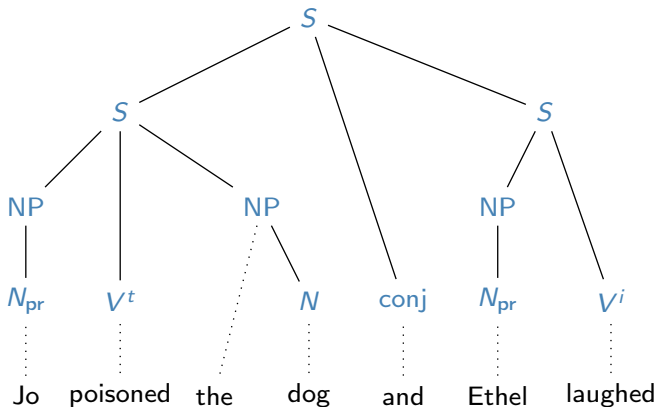 S
S S
NP NP NP
N_pr V^t N conj N_pr V^i
Jo poisoned the dog and Ethel laughed